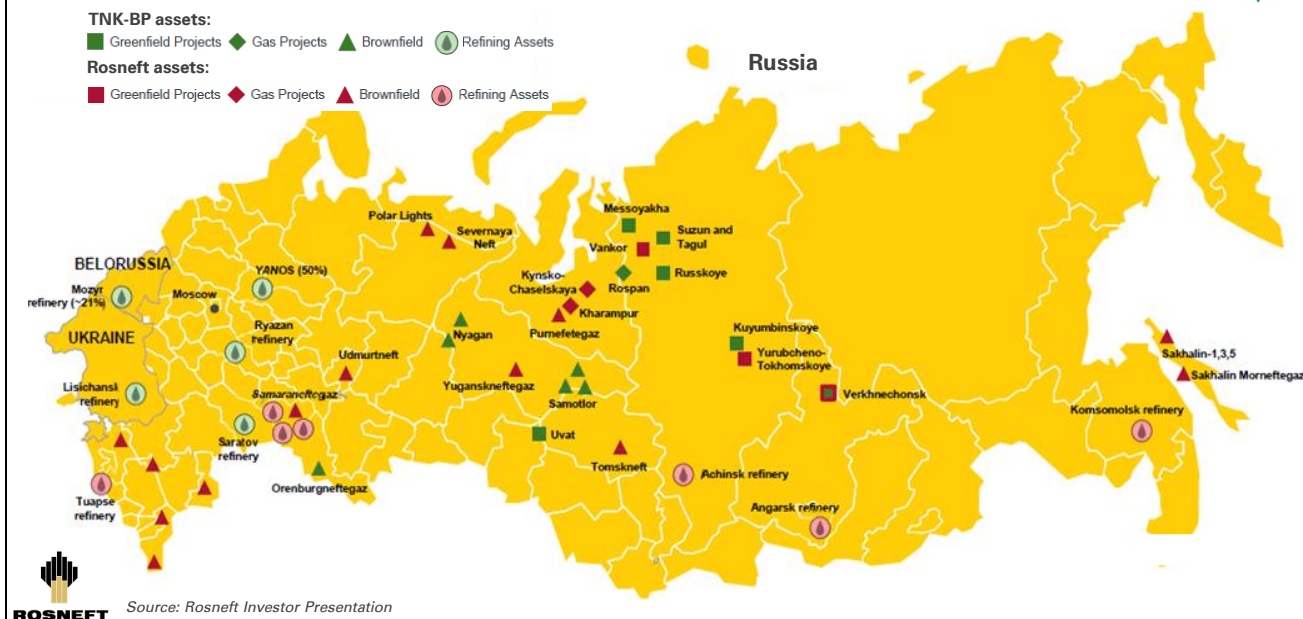 TNK-BP assets:
Greenfield Projects
Gas Projects
Brownfield
Refining Assets
Rosneft assets:
Greenfield Projects
Gas Projects
Brownfield
Refining Assets
Russia
Messoyakha
Polar Lights
Suzun and
Tagul
Severnaya
Neft
Vankor
BELORUSSIA
YANOS (50%)
Kynsko-
Chaselskaya
Rospan
Russkoye
Mozyr
refinery (~21%)
Moscow
Kharampur
Purnefetegaz
UKRAINE
Ryazan
refinery
Nyagan
Kuyumbinskoye
Udmurtneft
Yurubcheno-
Tokhomskoye
Sakhalin-1,3,5
Sakhalin Morneftegaz
Lisichansk
refinery
Samaraneftegaz
Yuganskneftegaz
Samotlor
Verkhnechonsk
Komsomolsk refinery
Saratov
refinery
Uvat
Tomskneft
Achinsk refinery
Orenburgneftegaz
Tuapse
refinery
Angarsk refinery
ROSNEFT
Source: Rosneft Investor Presentation